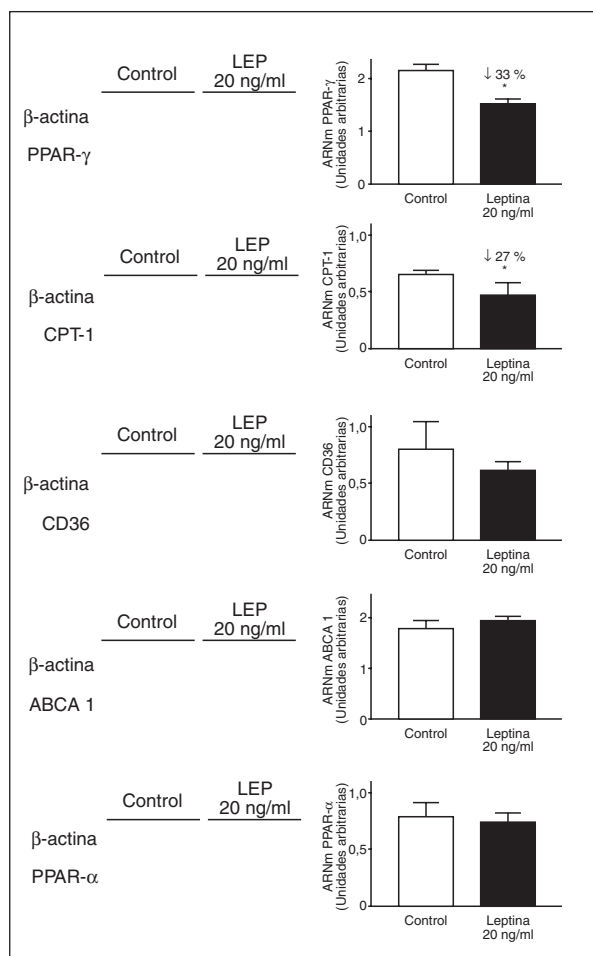 Control
LEP
20 ng/ml
β-actina
PPAR-γ
ARNm PPAR-γ
(Unidades arbitrarias)
2
1
0
↓ 33 %
*
Control
Leptina
20 ng/ml
Control
LEP
20 ng/ml
β-actina
CPT-1
ARNm CPT-1
(Unidades arbitrarias)
1,0
0,5
0
↓ 27 %
*
Control
Leptina
20 ng/ml
Control
LEP
20 ng/ml
β-actina
CD36
ARNm CD36
(Unidades arbitrarias)
1,0
0,5
0
Control
Leptina
20 ng/ml
Control
LEP
20 ng/ml
β-actina
ABCA 1
ARNm ABCA 1
(Unidades arbitrarias)
2
1
0
Control
Leptina
20 ng/ml
Control
LEP
20 ng/ml
β-actina
PPAR-α
ARNm PPAR-α
(Unidades arbitrarias)
1,0
0,5
0
Control
Leptina
20 ng/ml